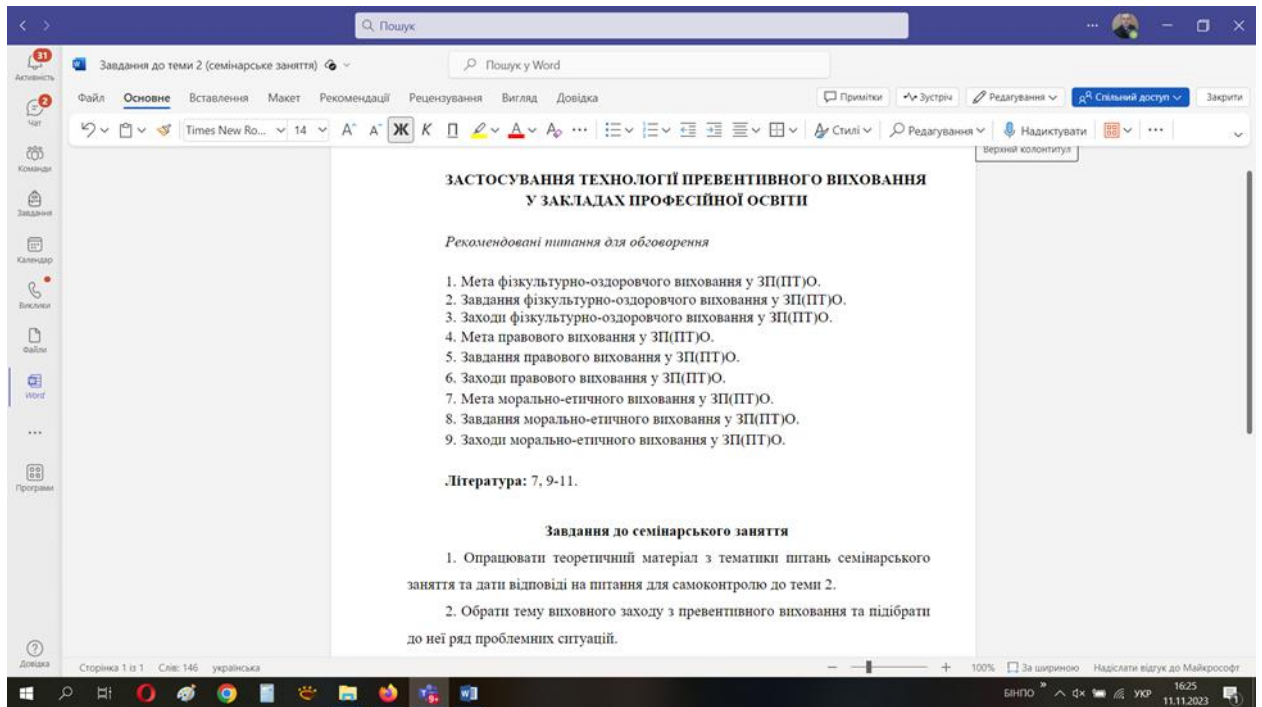 Пошук
31
Активність
Завдання до теми 2 (семінарське заняття)
Пошук у Word
Файл Основне Вставлення Макет Рекомендації Рецензування Вигляд Довідка
Примітки Зустріч Редагування Спільний доступ Закрити
2
Чат
Times New Ro... 14 Ж К П А Стилі Редагування Надиктувати
Верхній колонтитул
Команди
Завдання
Календар
Виклики
Файли
Word
Програми
Довідка
ЗАСТОСУВАННЯ ТЕХНОЛОГІЇ ПРЕВЕНТИВНОГО ВИХОВАННЯ
У ЗАКЛАДАХ ПРОФЕСІЙНОЇ ОСВІТИ
Рекомендовані питання для обговорення
1. Мета фізкультурно-оздоровчого виховання у ЗП(ПТ)О.
2. Завдання фізкультурно-оздоровчого виховання у ЗП(ПТ)О.
3. Заходи фізкультурно-оздоровчого виховання у ЗП(ПТ)О.
4. Мета правового виховання у ЗП(ПТ)О.
5. Завдання правового виховання у ЗП(ПТ)О.
6. Заходи правового виховання у ЗП(ПТ)О.
7. Мета морально-етичного виховання у ЗП(ПТ)О.
8. Завдання морально-етичного виховання у ЗП(ПТ)О.
9. Заходи морально-етичного виховання у ЗП(ПТ)О.
Література: 7, 9-11.
Завдання до семінарського заняття
1. Опрацювати теоретичний матеріал з тематики питань семінарського
заняття та дати відповіді на питання для самоконтролю до теми 2.
2. Обрати тему виховного заходу з превентивного виховання та підібрати
до неї ряд проблемних ситуацій.
Сторінка 1 із 1 Слів: 146 українська
100% За шириною Надіслати відгук до Майкрософт
БІНПО УКР 16:25
11.11.2023